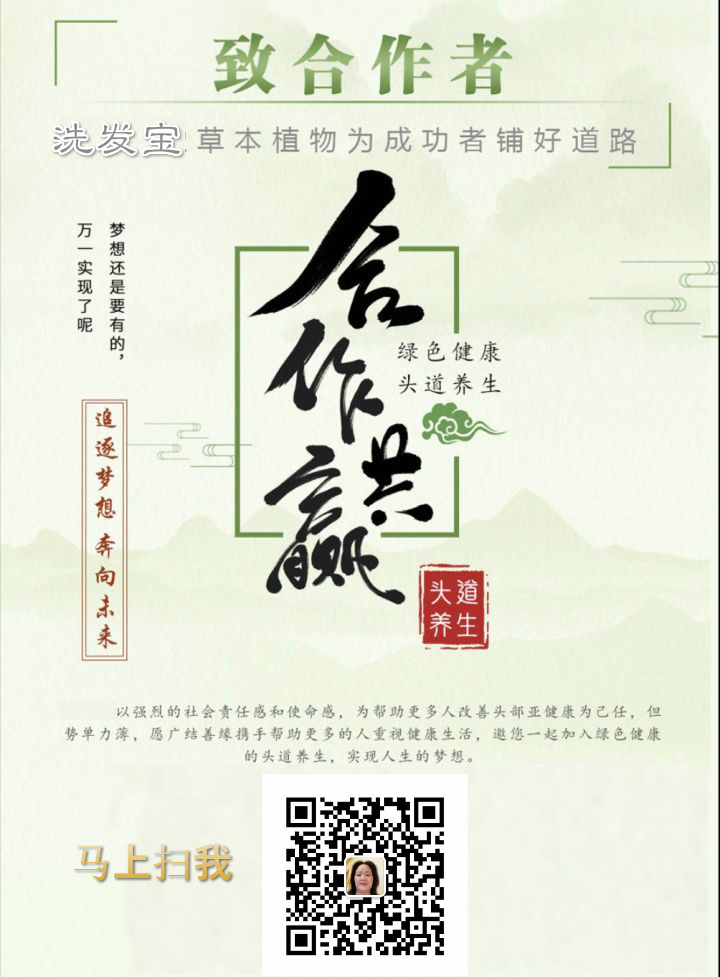 致合作者
洗发宝草本植物为成功者铺好道路
梦想还是要有的，
万一实现了呢
合作共赢
绿色健康
头道养生
追逐梦想 奔向未来
头道
养生
以强烈的社会责任感和使命感，为帮助更多人改善头部亚健康为己任，但
势单力薄，愿广结善缘携手帮助更多的人重视健康生活，邀您一起加入绿色健康
的头道养生，实现人生的梦想。
马上扫我